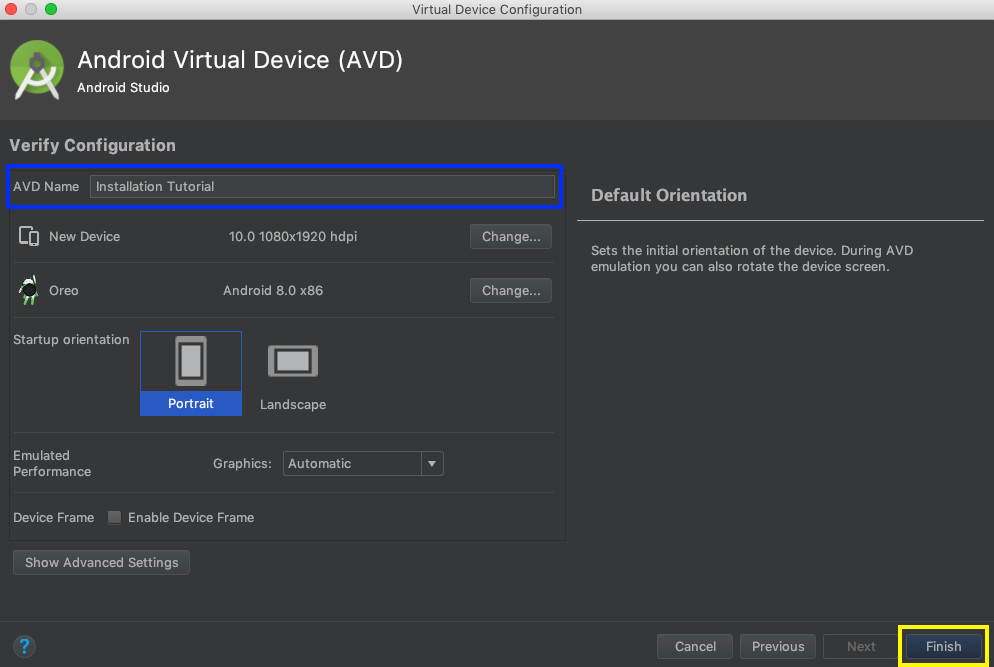 Virtual Device Configuration
Android Virtual Device (AVD)
Android Studio
Verify Configuration
AVD Name Installation Tutorial
New Device 10.0 1080x1920 hdpi Change...
Oreo Android 8.0 x86 Change...
Startup orientation
Portrait Landscape
Emulated
Performance
Graphics: Automatic
Device Frame Enable Device Frame
Show Advanced Settings
Default Orientation
Sets the initial orientation of the device. During AVD
emulation you can also rotate the device screen.
? Cancel Previous Next Finish